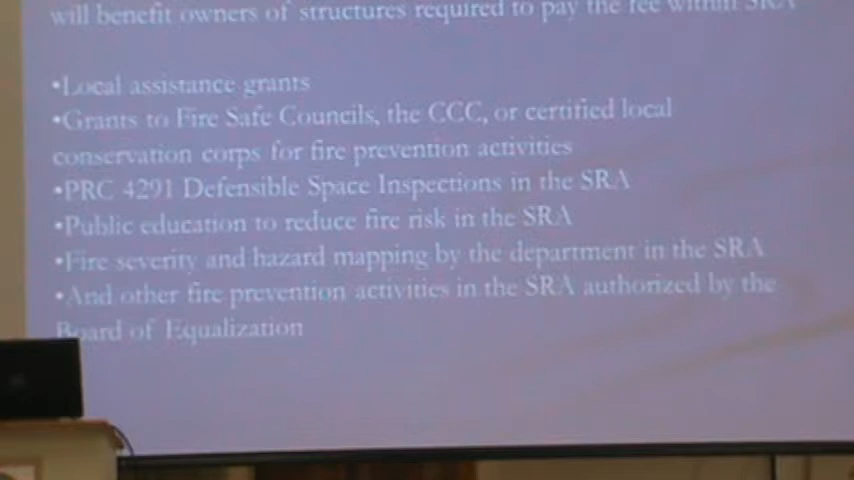 will benefit owners of structures required to pay the fee within SRA
•Local assistance grants
•Grants to Fire Safe Councils, the CCC, or certified local
conservation corps for fire prevention activities
•PRC 4291 Defensible Space Inspections in the SRA
•Public education to reduce fire risk in the SRA
•Fire severity and hazard mapping by the department in the SRA
•And other fire prevention activities in the SRA authorized by the
Board of Equalization